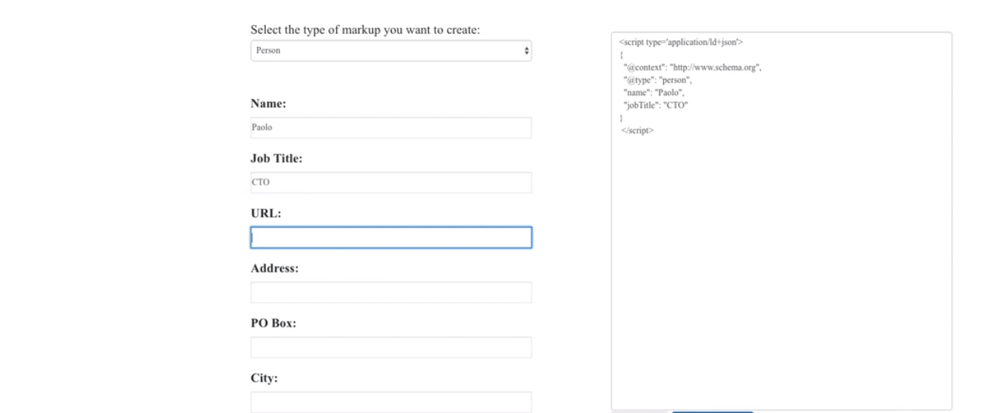 Select the type of markup you want to create:
Person
Name:
Paolo
Job Title:
CTO
URL:
Address:
PO Box:
City:
<script type='application/ld+json'>
{
"@context": "http://www.schema.org",
"@type": "person",
"name": "Paolo",
"jobTitle": "CTO"
}
</script>